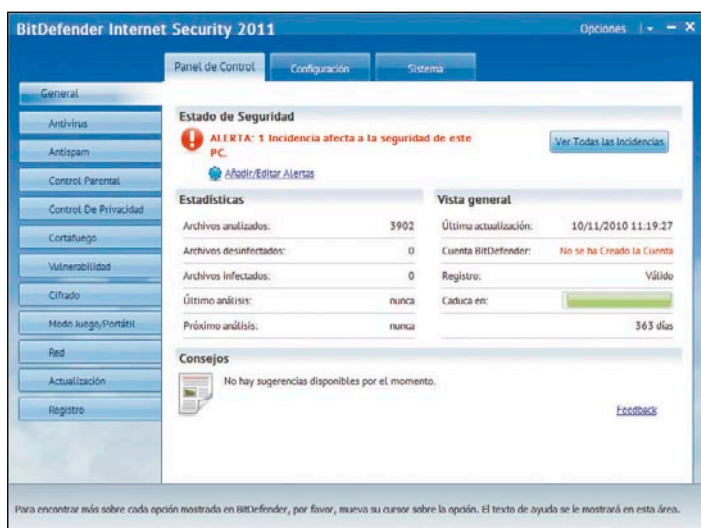 BitDefender Internet Security 2011
Opciones
Panel de Control
Configuración
Sistema
General
Antivirus
Antispam
Control Parental
Control De Privacidad
Cortafuego
Vulnerabilidad
Cifrado
Modo Juego/Portátil
Red
Actualización
Registro
Estado de Seguridad
ALERTA: 1 Incidencia afecta a la seguridad de este
PC.
Ver Todas las Incidencias
Añadir/Editar Alertas
Estadísticas
Archivos analizados: 3902
Archivos desinfectados: 0
Archivos infectados: 0
Último análisis: nunca
Próximo análisis: nunca
Vista general
Última actualización: 10/11/2010 11:19:27
Cuenta BitDefender: No se ha Creado la Cuenta
Registro: Válido
Caduca en:
363 días
Consejos
No hay sugerencias disponibles por el momento.
Feedback
Para encontrar más sobre cada opción mostrada en BitDefender, por favor, mueva su cursor sobre la opción. El texto de ayuda se le mostrará en esta área.